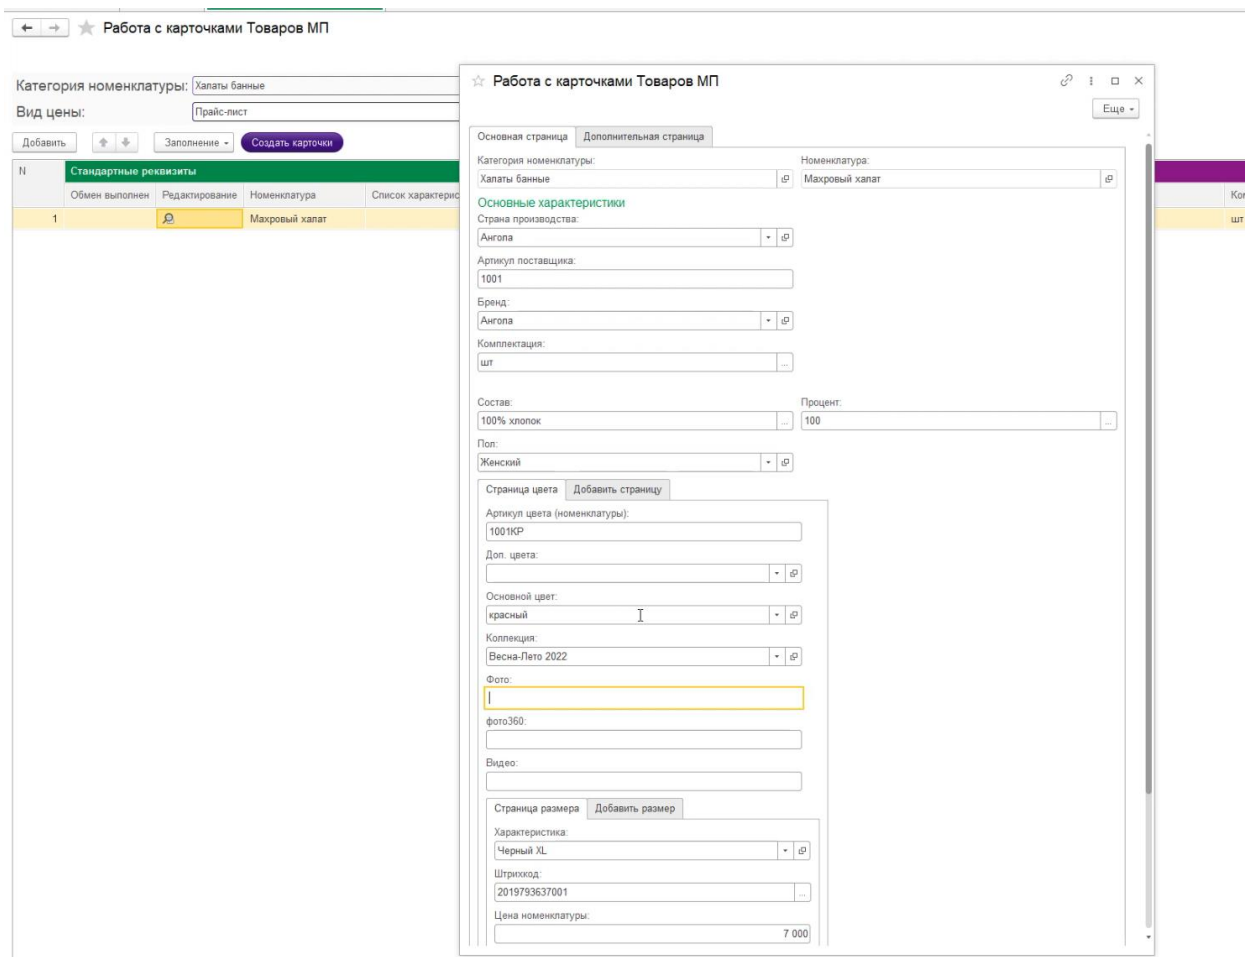 Работа с карточками Товаров МП
Категория номенклатуры: Халаты банные
Вид цены: Прайс-лист
Добавить Заполнение Создать карточки
N Стандартные реквизиты
Обмен выполнен Редактирование Номенклатура Список характерис
1 Махровый халат
Работа с карточками Товаров МП
Еще
Основная страница Дополнительная страница
Категория номенклатуры: Номенклатура:
Халаты банные Махровый халат
Основные характеристики
Страна производства:
Ангола
Артикул поставщика:
1001
Бренд:
Ангола
Комплектация:
шт
Состав: Процент:
100% хлопок 100
Пол:
Женский
Страница цвета Добавить страницу
Артикул цвета (номенклатуры):
1001КР
Доп. цвета:
Основной цвет:
красный
Коллекция:
Весна-Лето 2022
Фото:
фото360:
Видео:
Страница размера Добавить размер
Характеристика:
Черный XL
Штрихкод:
2019793637001
Цена номенклатуры:
7 000
Ком
шт